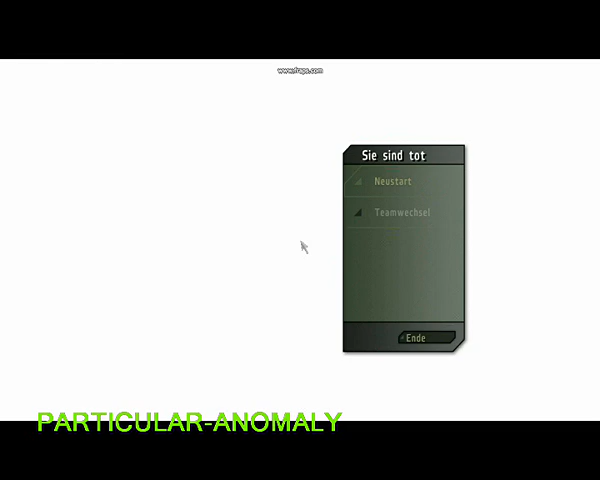 www.fraps.com
Sie sind tot
Neustart
Teamwechsel
Ende
PARTICULAR-ANOMALY